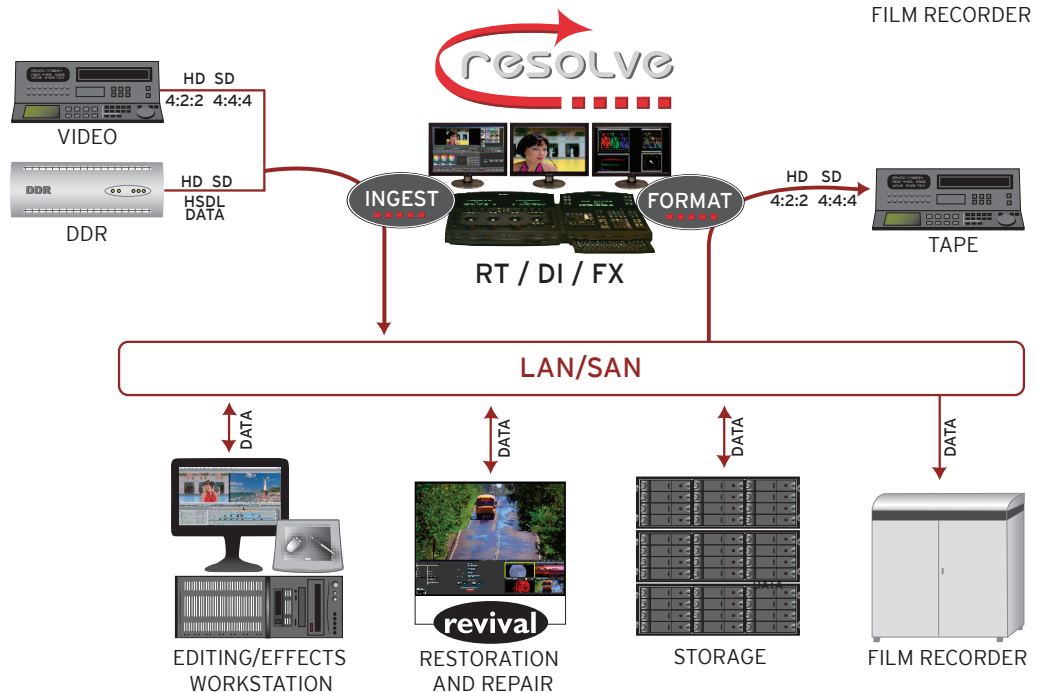 FILM RECORDER
resolve
HD SD
4:2:2 4:4:4
VIDEO
DDR
HD SD
HSDL
DATA
DDR
INGEST
FORMAT
HD SD
4:2:2 4:4:4
TAPE
RT / DI / FX
LAN/SAN
DATA
DATA
DATA
DATA
DATA
revival
EDITING/EFFECTS
WORKSTATION
RESTORATION
AND REPAIR
STORAGE
FILM RECORDER